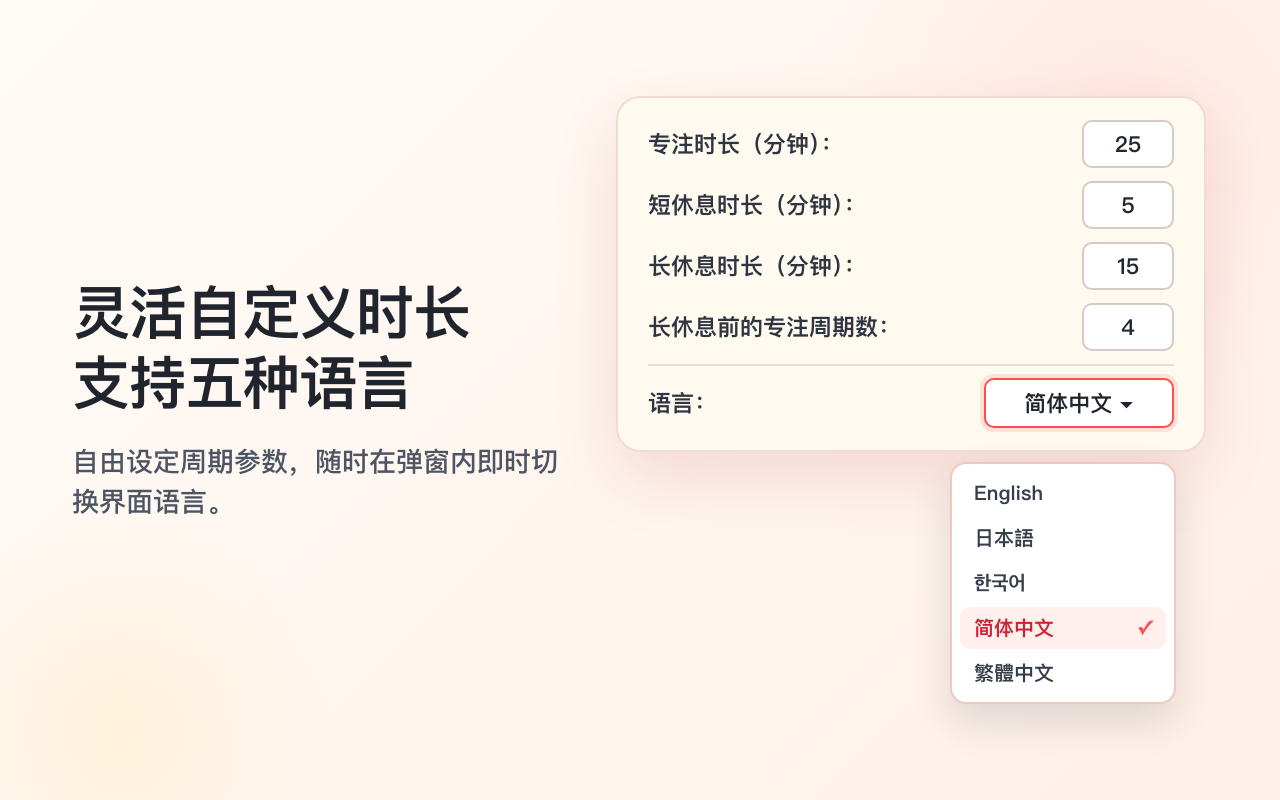 灵活自定义时长
支持五种语言
自由设定周期参数，随时在弹窗内即时切
换界面语言。
专注时长（分钟）： 25
短休息时长（分钟）： 5
长休息时长（分钟）： 15
长休息前的专注周期数： 4
语言： 简体中文
English
日本語
한국어
简体中文 ✓
繁體中文